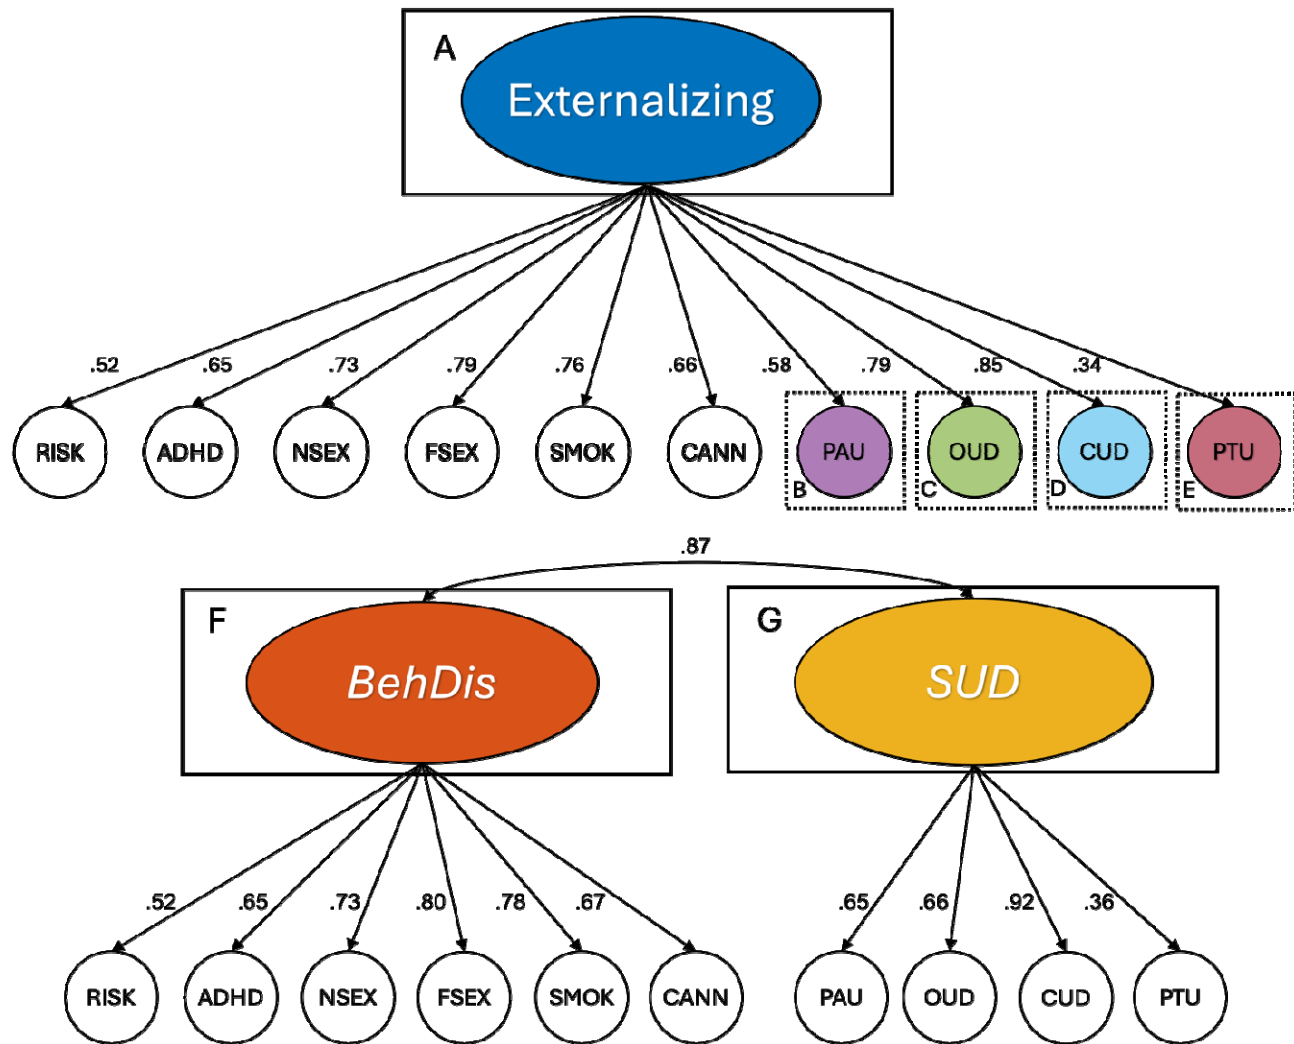 A
Externalizing
.52 .65 .73 .79 .76 .66 .58 .79 .85 .34
RISK ADHD NSEX FSEX SMOK CANN PAU OUD CUD PTU
B C D E
.87
F G
BehDis SUD
.52 .65 .73 .80 .78 .67 .65 .66 .92 .36
RISK ADHD NSEX FSEX SMOK CANN PAU OUD CUD PTU